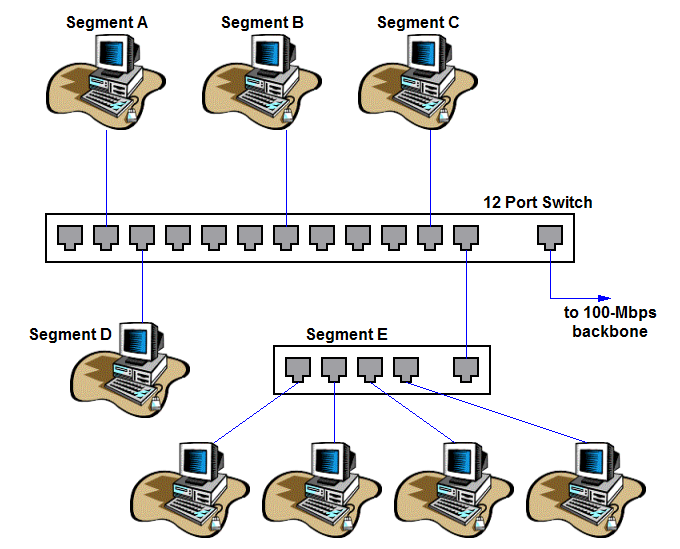 Segment A
Segment B
Segment C
12 Port Switch
to 100-Mbps
backbone
Segment D
Segment E